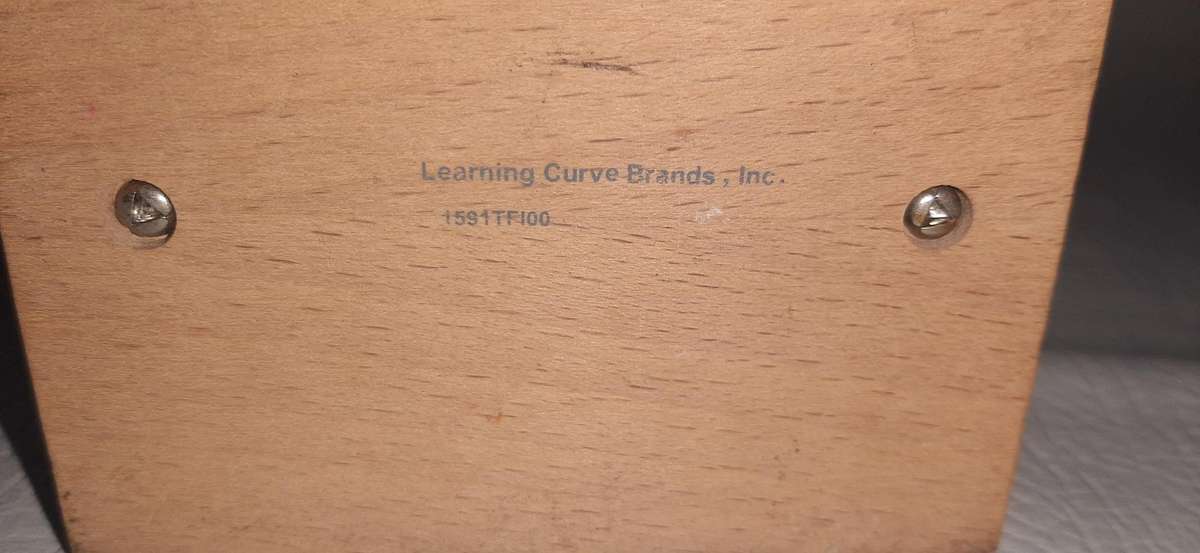 Learning Curve Brands, Inc.
1591TFI00